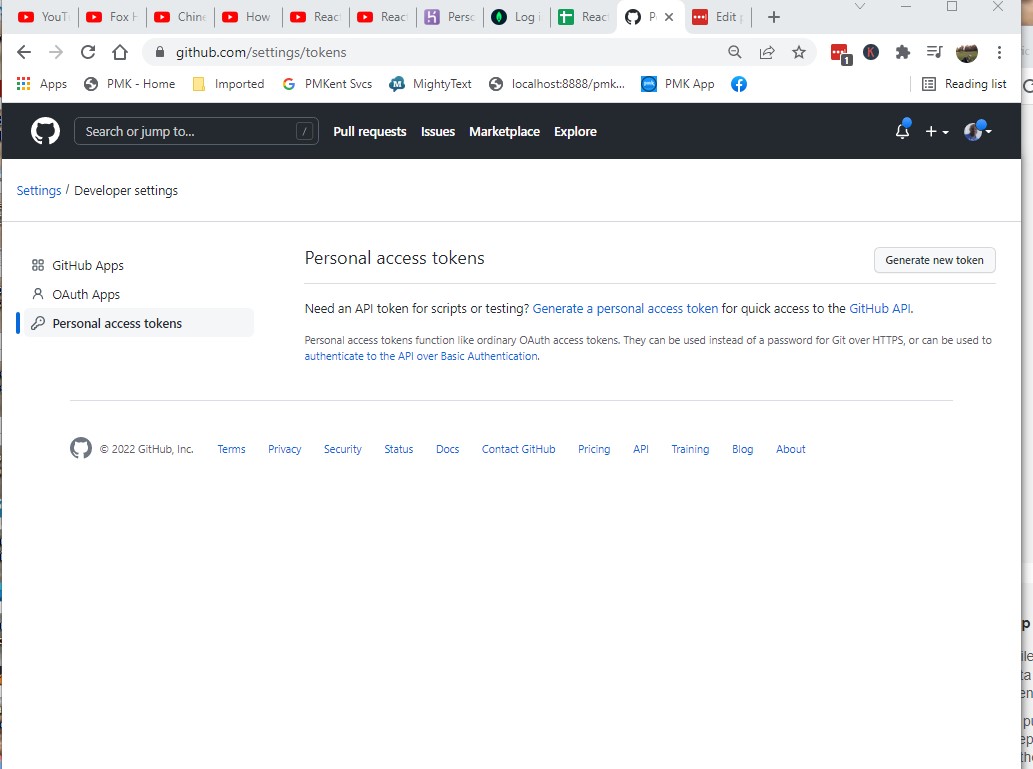 YouT Fox H Chine How React React Perso Log i React P Edit p
github.com/settings/tokens
1
Apps PMK - Home Imported PMKent Svcs MightyText localhost:8888/pmk... PMK App Reading list
Search or jump to... / Pull requests Issues Marketplace Explore
Settings / Developer settings
GitHub Apps
OAuth Apps
Personal access tokens
Personal access tokens
Generate new token
Need an API token for scripts or testing? Generate a personal access token for quick access to the GitHub API.
Personal access tokens function like ordinary OAuth access tokens. They can be used instead of a password for Git over HTTPS, or can be used to
authenticate to the API over Basic Authentication.
© 2022 GitHub, Inc. Terms Privacy Security Status Docs Contact GitHub Pricing API Training Blog About